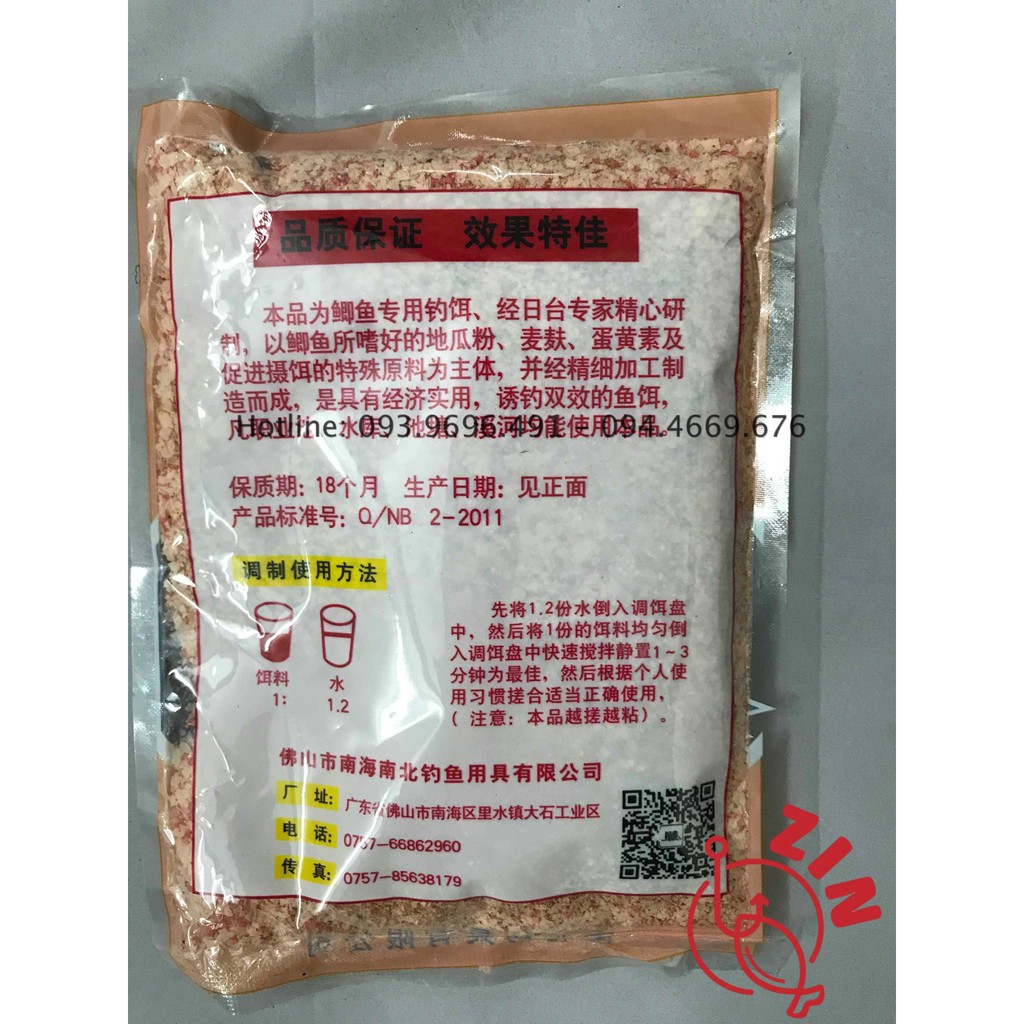 品质保证 效果特佳
本品为鲫鱼专用钓饵、经日台专家精心研
制，以鲫鱼所嗜好的地瓜粉、麦麸、蛋黄素及
促进摄饵的特殊原料为主体，并经精细加工制
造而成，是具有经济实用，诱钓双效的鱼饵，
河均能使用本品。
Hotline: 093.9696.491 - 094.4669.676
保质期：18个月 生产日期：见正面
产品标准号：Q/NB 2-2011
调制使用方法
饵料 水
1: 1.2
先将1.2份水倒入调饵盘
中，然后将1份的饵料均匀倒
入调饵盘中快速搅拌静置1~3
分钟为最佳，然后根据个人使
用习惯搓合适当正确使用，
（注意：本品越搓越粘）。
佛山市南海南北钓鱼用具有限公司
厂 址：广东省佛山市南海区里水镇大石工业区
电 话：0757—66862960
传 真：0757—85638179
ZIN